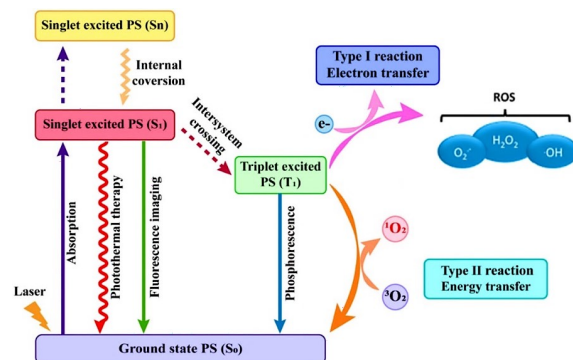 Singlet excited PS (Sn)
Internal
coversion
Singlet excited PS (S₁)
Intersystem
crossing
Triplet excited
PS (T₁)
Type I reaction
Electron transfer
e-
ROS
O₂·⁻
H₂O₂
·OH
Absorption
Photothermal therapy
Fluorescence imaging
Phosphorescence
¹O₂
³O₂
Type II reaction
Energy transfer
Laser
Ground state PS (S₀)